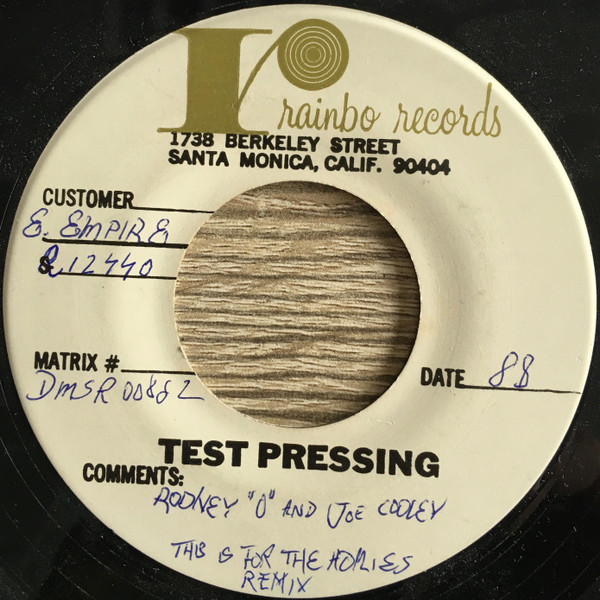 rainbo records
1738 BERKELEY STREET
SANTA MONICA, CALIF. 90404
CUSTOMER
E. EMPIRE
S. 12440
MATRIX #
DMSR 00882
DATE 88
TEST PRESSING
COMMENTS:
RODNEY "O" AND JOE COOLEY
THIS IS FOR THE HOMIES
REMIX